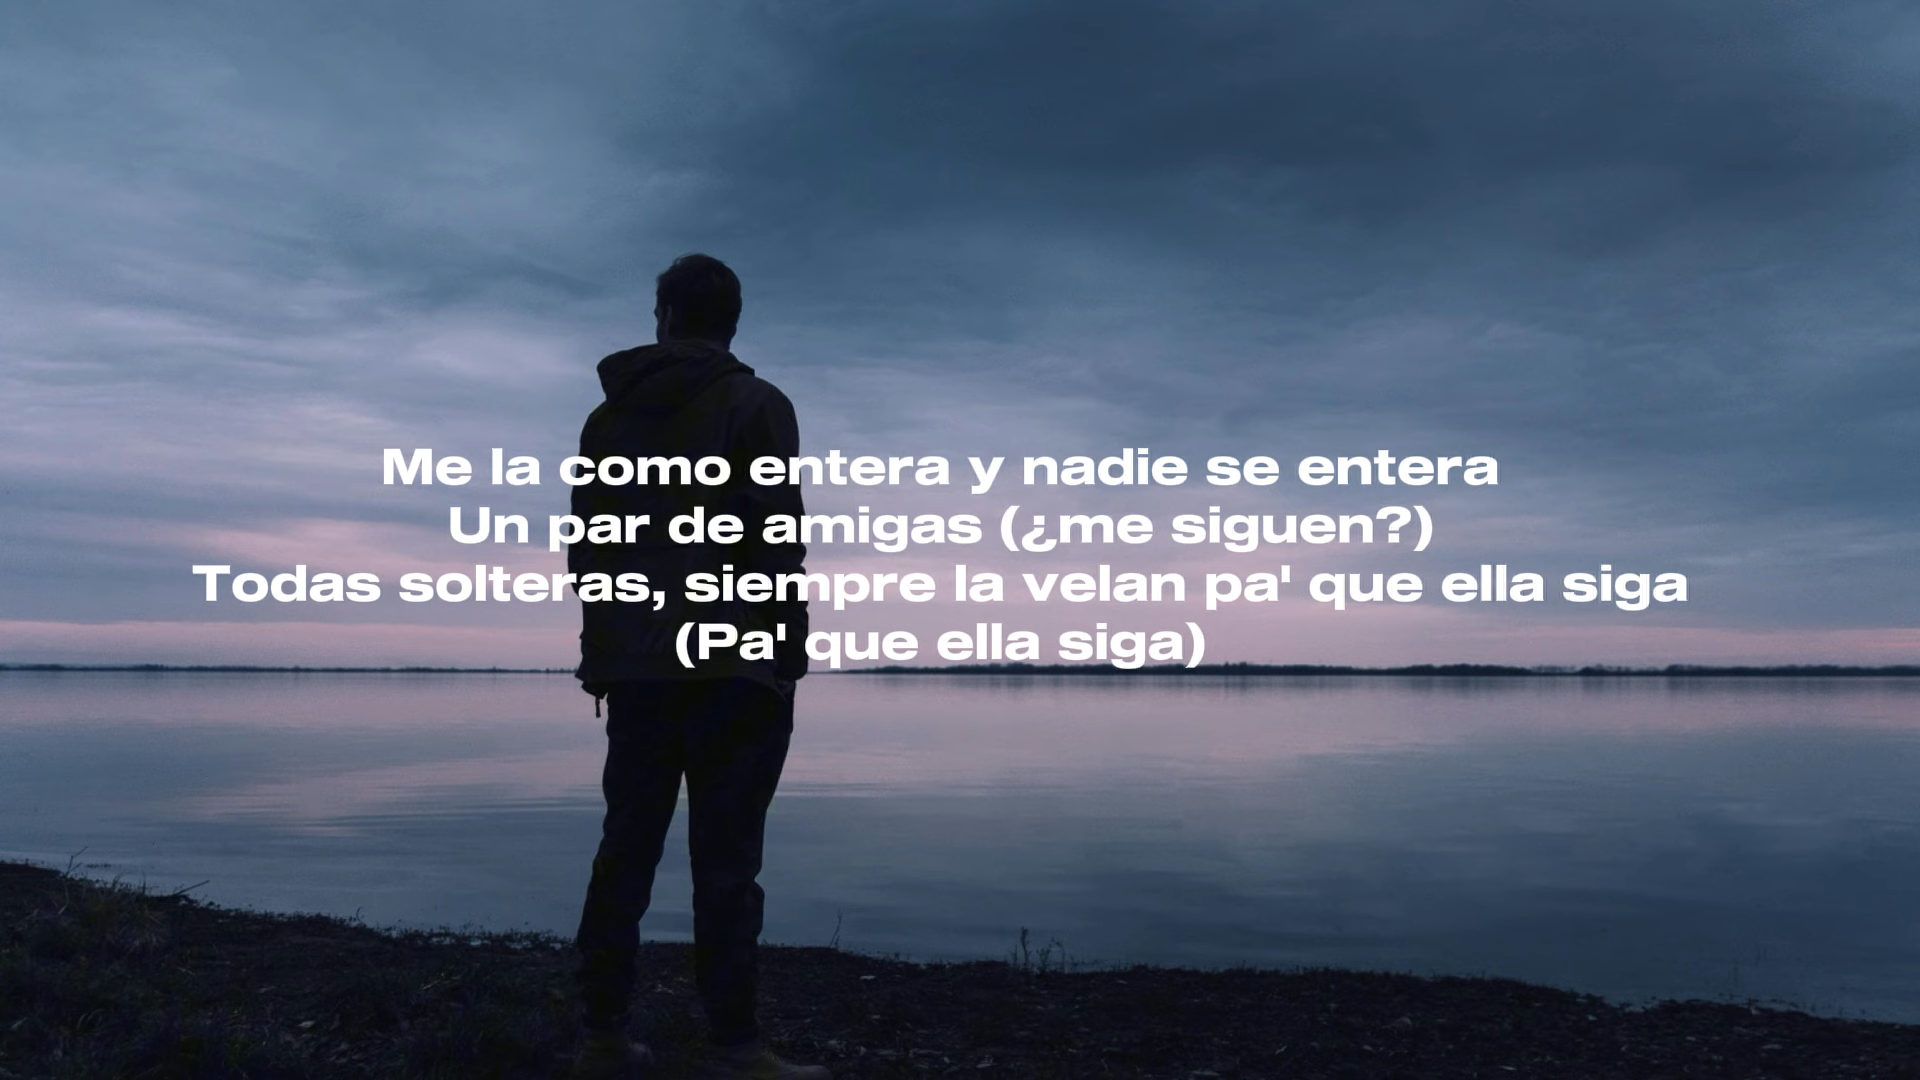 Me la como entera y nadie se entera
Un par de amigas (¿me siguen?)
Todas solteras, siempre la velan pa' que ella siga
(Pa' que ella siga)